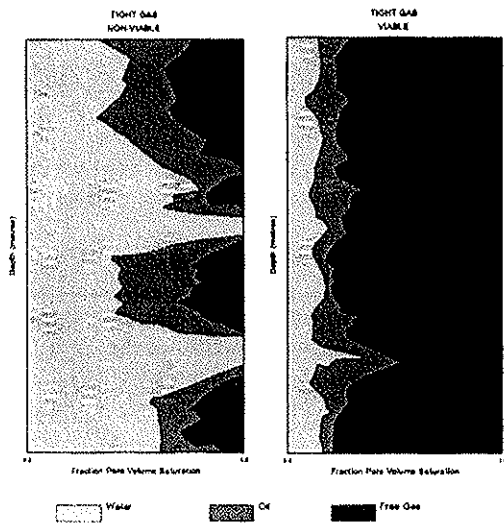 TIGHT GAS
NON-VIABLE
TIGHT GAS
VIABLE
Depth (metres)
Depth (metres)
Fraction Pore Volume Saturation
Fraction Pore Volume Saturation
Water
Oil
Free Gas